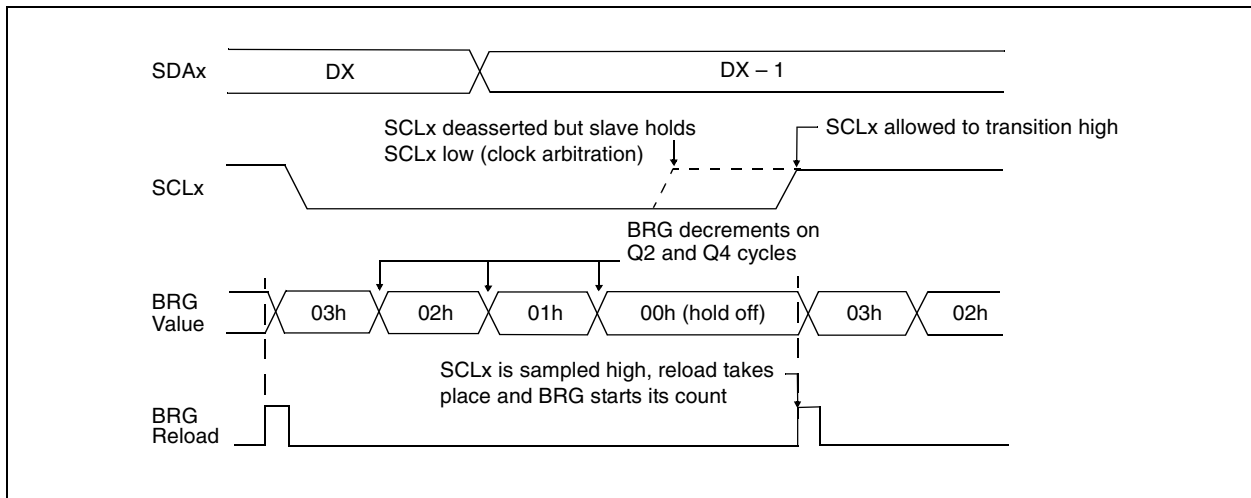 SDAx
DX
DX – 1
SCLx deasserted but slave holds
SCLx low (clock arbitration)
SCLx allowed to transition high
SCLx
BRG decrements on
Q2 and Q4 cycles
BRG
Value
03h
02h
01h
00h (hold off)
03h
02h
SCLx is sampled high, reload takes
place and BRG starts its count
BRG
Reload